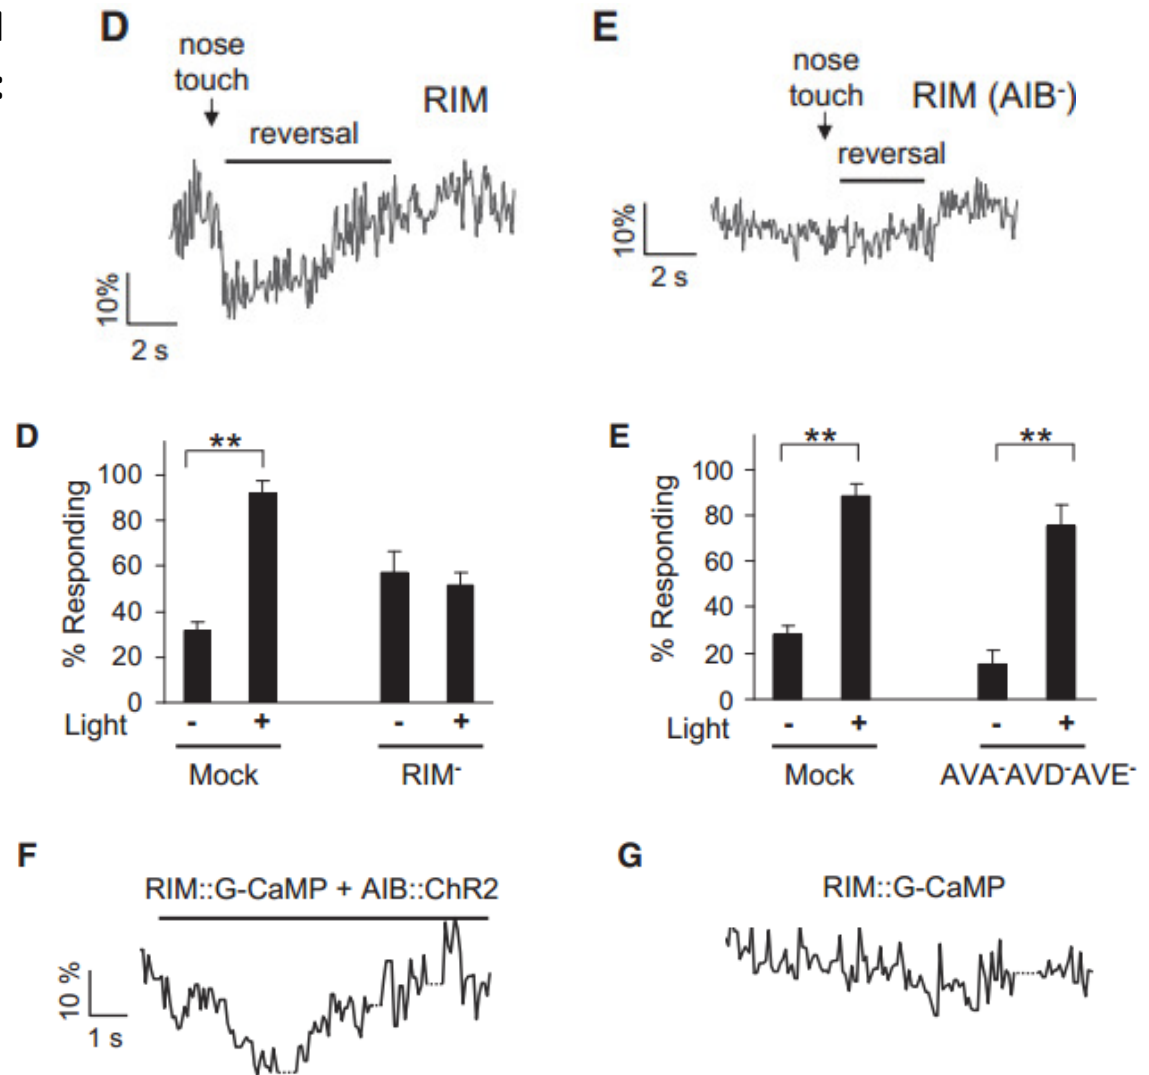 D
nose
touch
RIM
reversal
10%
2 s
E
nose
touch
RIM (AIB-)
reversal
10%
2 s
D
**
% Responding
100
80
60
40
20
0
Light - + - +
Mock RIM-
E
** **
% Responding
100
80
60
40
20
0
Light - + - +
Mock AVA-AVD-AVE-
F
RIM::G-CaMP + AIB::ChR2
10 %
1 s
G
RIM::G-CaMP